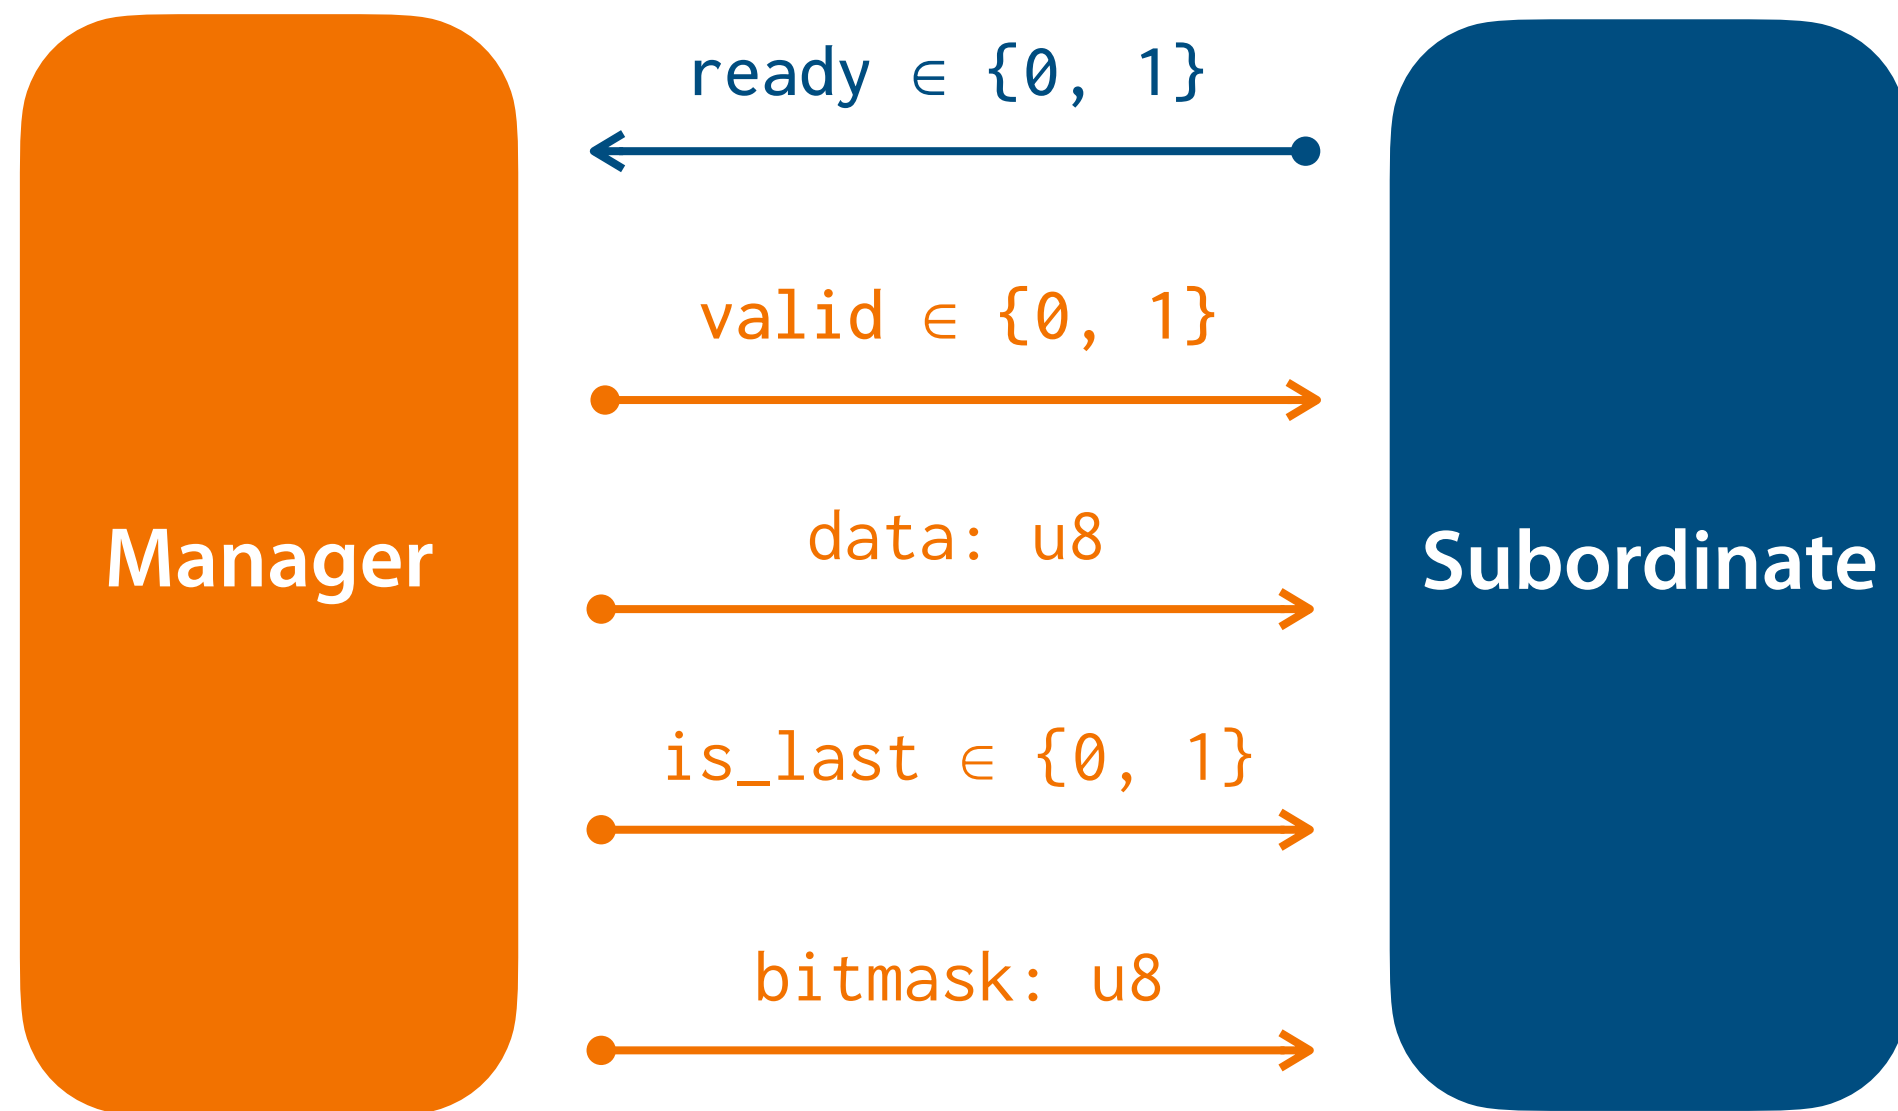 ready ∈ {0, 1}
valid ∈ {0, 1}
data: u8
Manager
Subordinate
is_last ∈ {0, 1}
bitmask: u8